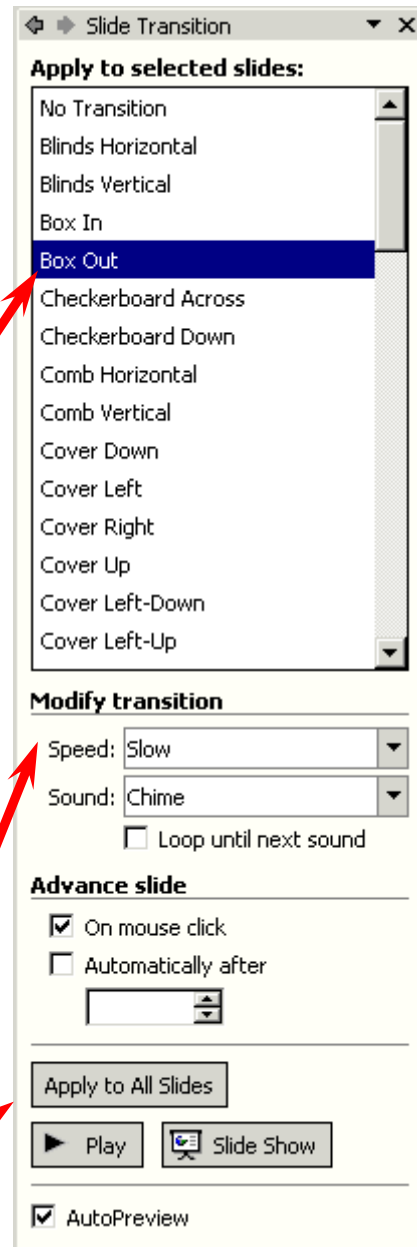 Slide Transition
Apply to selected slides:
No Transition
Blinds Horizontal
Blinds Vertical
Box In
Box Out
Checkerboard Across
Checkerboard Down
Comb Horizontal
Comb Vertical
Cover Down
Cover Left
Cover Right
Cover Up
Cover Left-Down
Cover Left-Up
Modify transition
Speed: Slow
Sound: Chime
Loop until next sound
Advance slide
On mouse click
Automatically after
Apply to All Slides
Play Slide Show
AutoPreview